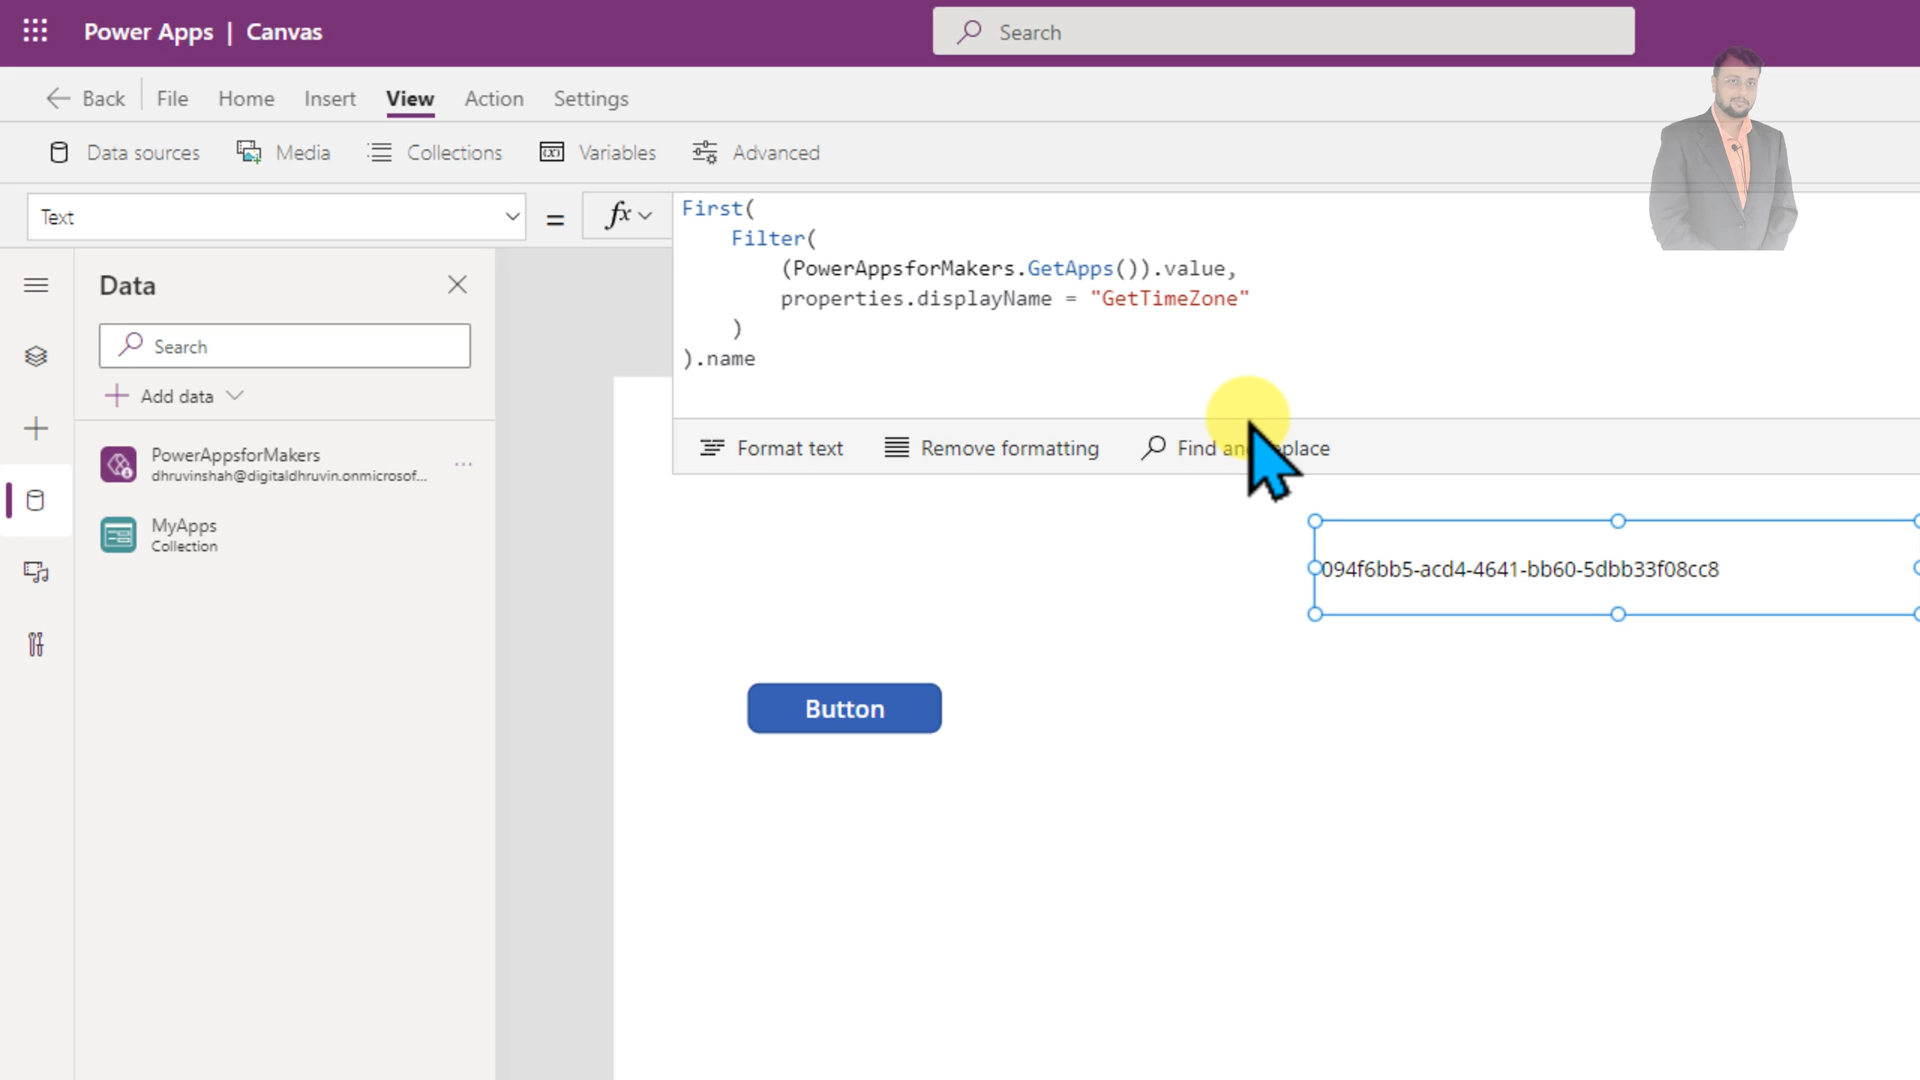 Power Apps | Canvas
Search
Back File Home Insert View Action Settings
Data sources Media Collections Variables Advanced
Text = fx
First(
Filter(
(PowerAppsforMakers.GetApps()).value,
properties.displayName = "GetTimeZone"
)
).name
Format text Remove formatting Find and replace
Data
Search
Add data
PowerAppsforMakers
dhruvinshah@digitaldhruvin.onmicrosof...
MyApps
Collection
094f6bb5-acd4-4641-bb60-5dbb33f08cc8
Button